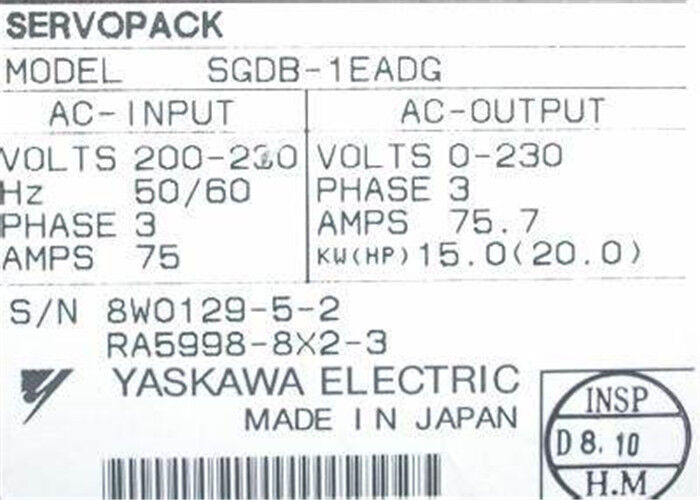 SERVOPACK
MODEL SGDB-1EADG
AC-INPUT AC-OUTPUT
VOLTS 200-230 VOLTS 0-230
Hz 50/60 PHASE 3
PHASE 3 AMPS 75.7
AMPS 75 KW(HP) 15.0(20.0)
S/N 8W0129-5-2
RA5998-8X2-3
YASKAWA ELECTRIC
MADE IN JAPAN
INSP
D 8.10
H.M